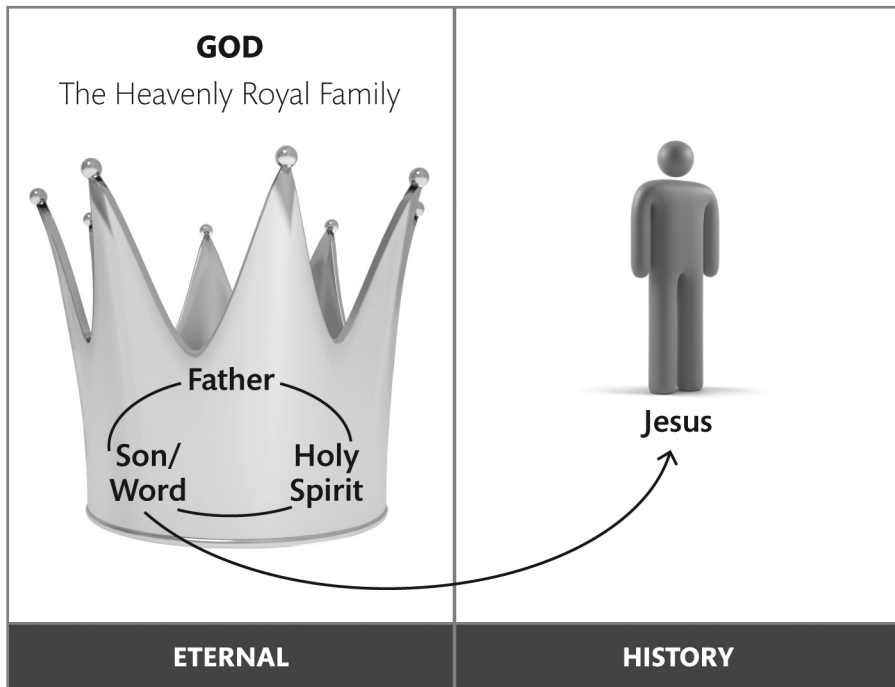 GOD
The Heavenly Royal Family
Father
Son/
Word
Holy
Spirit
Jesus
ETERNAL
HISTORY